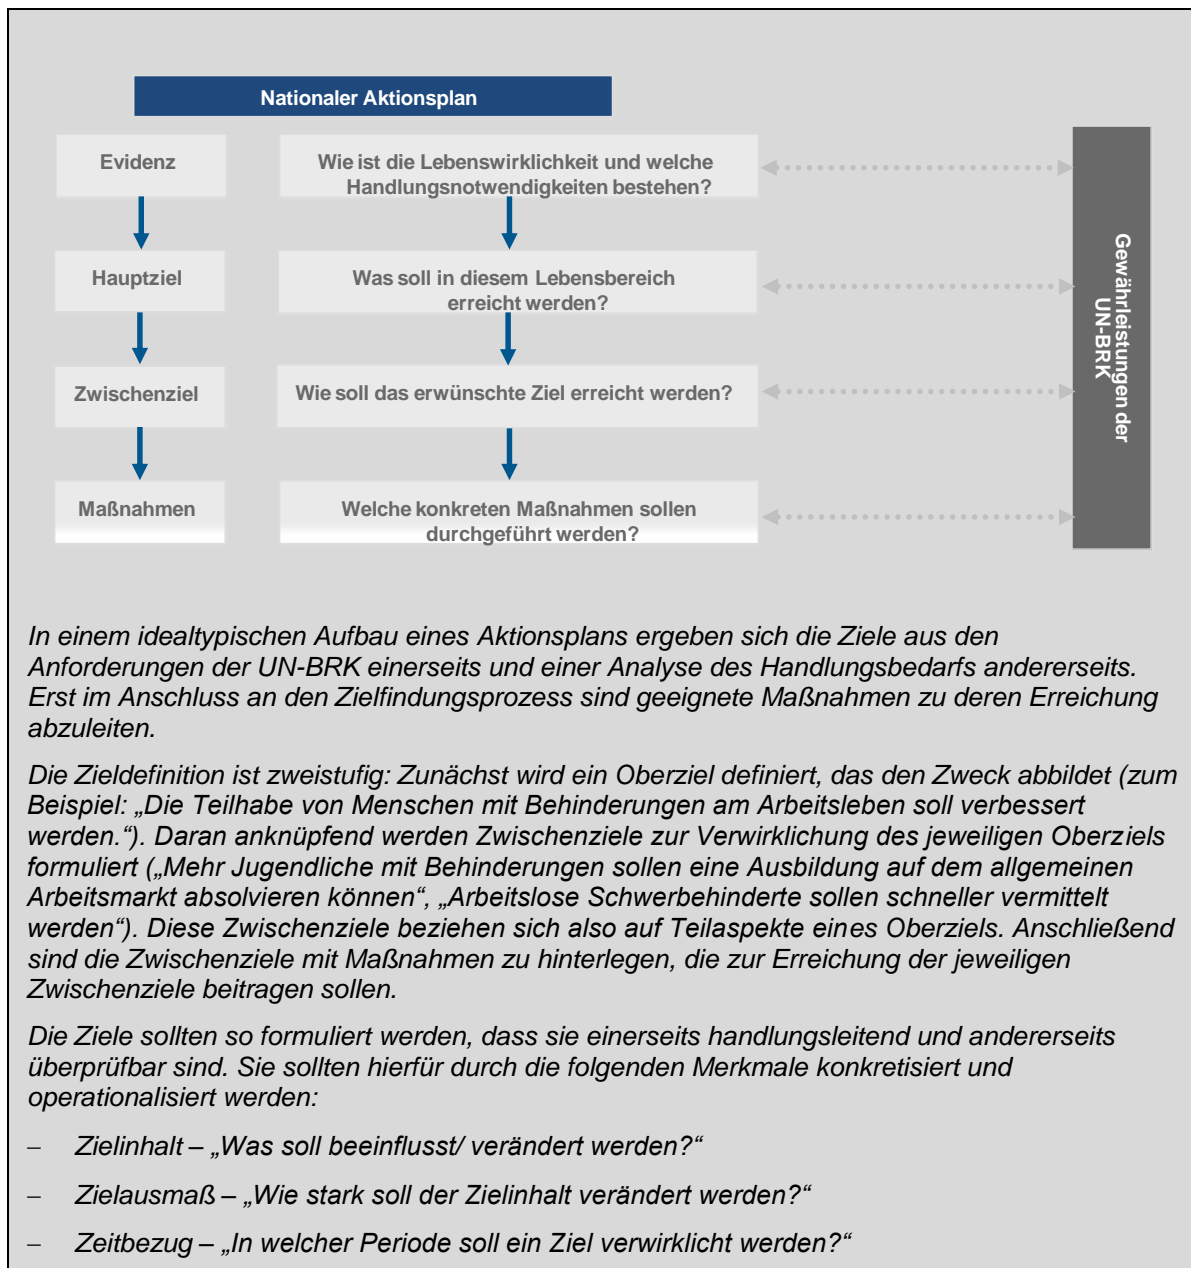 Nationaler Aktionsplan
Evidenz
Wie ist die Lebenswirklichkeit und welche
Handlungsnotwendigkeiten bestehen?
Hauptziel
Was soll in diesem Lebensbereich
erreicht werden?
Zwischenziel
Wie soll das erwünschte Ziel erreicht werden?
Maßnahmen
Welche konkreten Maßnahmen sollen
durchgeführt werden?
Gewährleistungen der
UN-BRK
In einem idealtypischen Aufbau eines Aktionsplans ergeben sich die Ziele aus den
Anforderungen der UN-BRK einerseits und einer Analyse des Handlungsbedarfs andererseits.
Erst im Anschluss an den Zielfindungsprozess sind geeignete Maßnahmen zu deren Erreichung
abzuleiten.
Die Zieldefinition ist zweistufig: Zunächst wird ein Oberziel definiert, das den Zweck abbildet (zum
Beispiel: „Die Teilhabe von Menschen mit Behinderungen am Arbeitsleben soll verbessert
werden.“). Daran anknüpfend werden Zwischenziele zur Verwirklichung des jeweiligen Oberziels
formuliert („Mehr Jugendliche mit Behinderungen sollen eine Ausbildung auf dem allgemeinen
Arbeitsmarkt absolvieren können“, „Arbeitslose Schwerbehinderte sollen schneller vermittelt
werden“). Diese Zwischenziele beziehen sich also auf Teilaspekte eines Oberziels. Anschließend
sind die Zwischenziele mit Maßnahmen zu hinterlegen, die zur Erreichung der jeweiligen
Zwischenziele beitragen sollen.
Die Ziele sollten so formuliert werden, dass sie einerseits handlungsleitend und andererseits
überprüfbar sind. Sie sollten hierfür durch die folgenden Merkmale konkretisiert und
operationalisiert werden:
– Zielinhalt – „Was soll beeinflusst/ verändert werden?“
– Zielausmaß – „Wie stark soll der Zielinhalt verändert werden?“
– Zeitbezug – „In welcher Periode soll ein Ziel verwirklicht werden?“